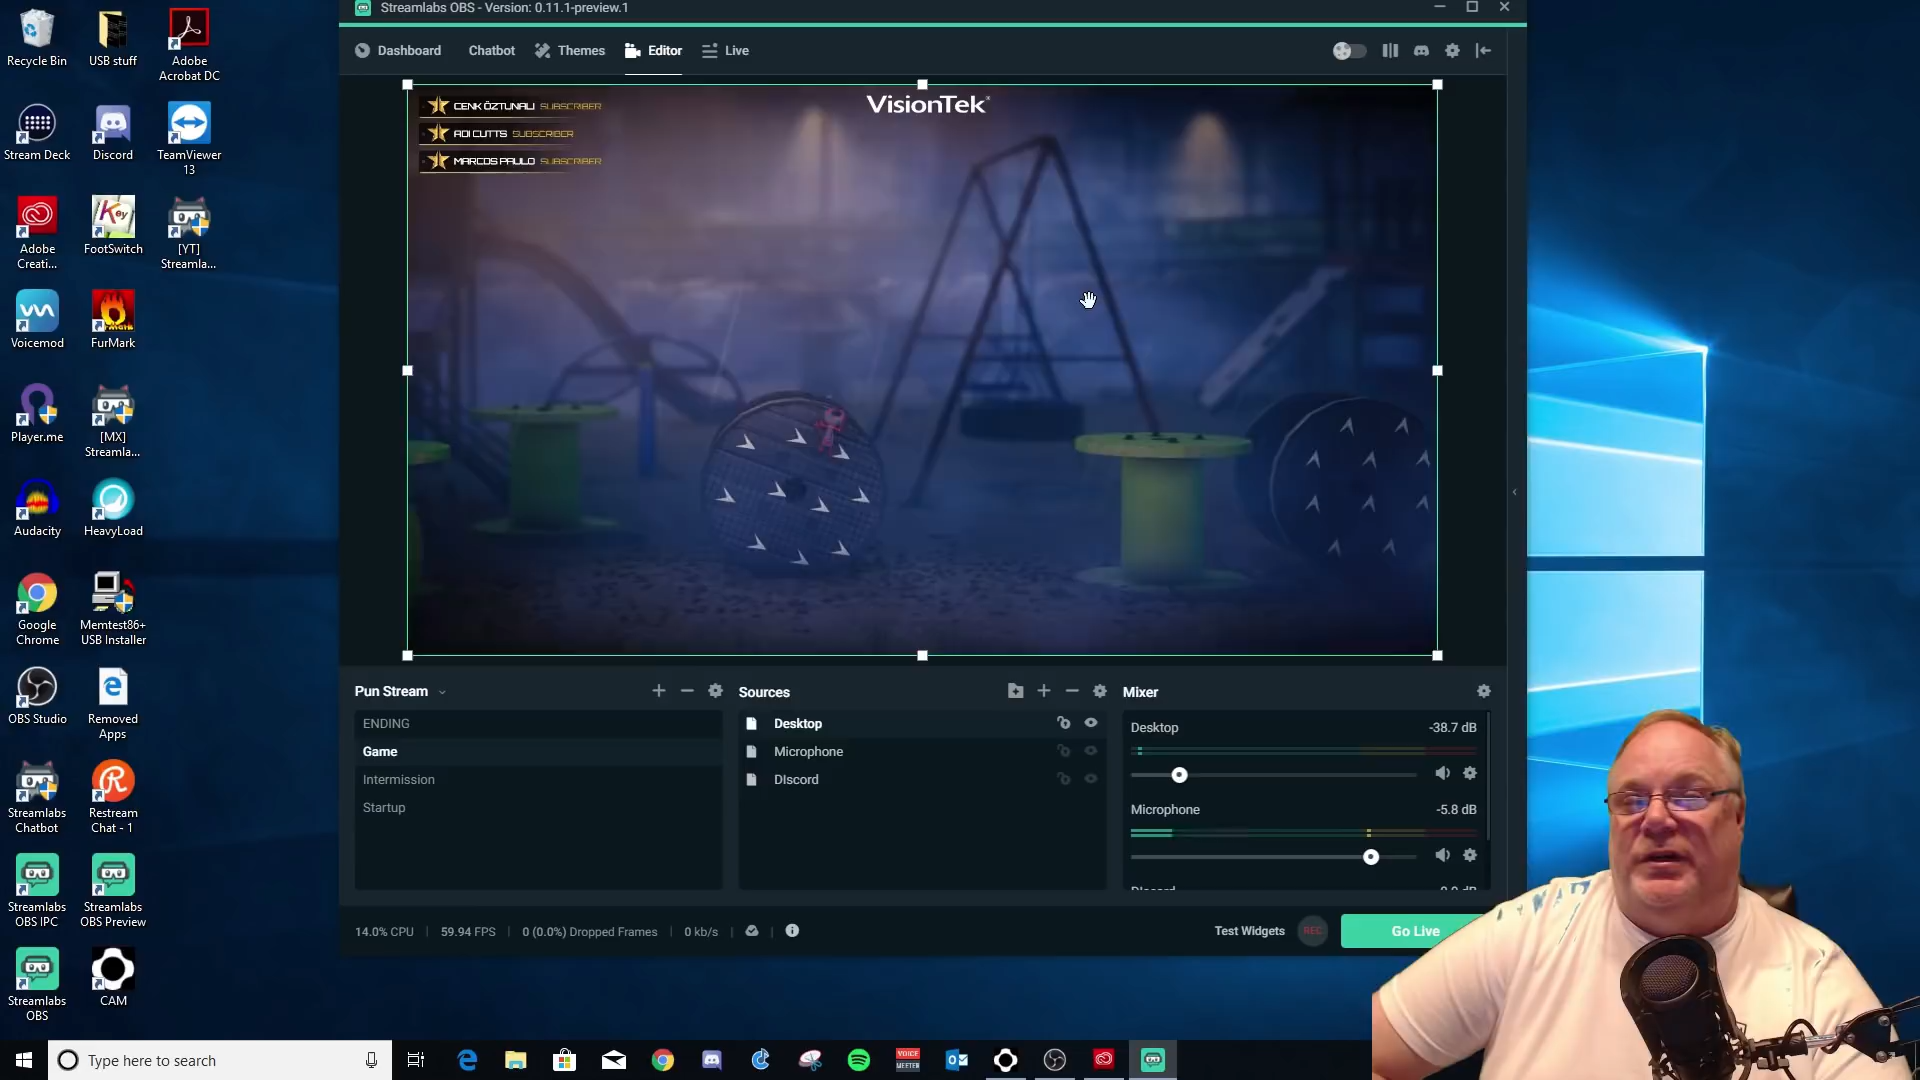 Streamlabs OBS - Version: 0.11.1-preview.1
Dashboard
Chatbot
Themes
Editor
Live
Recycle Bin
USB stuff
Adobe
Acrobat DC
Stream Deck
Discord
TeamViewer
13
Adobe
Creati...
FootSwitch
[YT]
Streamla...
Voicemod
FurMark
Player.me
[MX]
Streamla...
Audacity
HeavyLoad
Google
Chrome
Memtest86+
USB Installer
OBS Studio
Removed
Apps
Streamlabs
Chatbot
Restream
Chat - 1
Streamlabs
OBS IPC
Streamlabs
OBS Preview
Streamlabs
OBS
CAM
CENK ÖZTUNALI SUBSCRIBER
ADI CUTTS SUBSCRIBER
MARCOS PAULO SUBSCRIBER
VisionTek
Pun Stream
ENDING
Game
Intermission
Startup
Sources
Desktop
Microphone
DIscord
Mixer
Desktop -38.7 dB
Microphone -5.8 dB
14.0% CPU
59.94 FPS
0 (0.0%) Dropped Frames
0 kb/s
Test Widgets
REC
Go Live
Type here to search
VOICE
MEETER